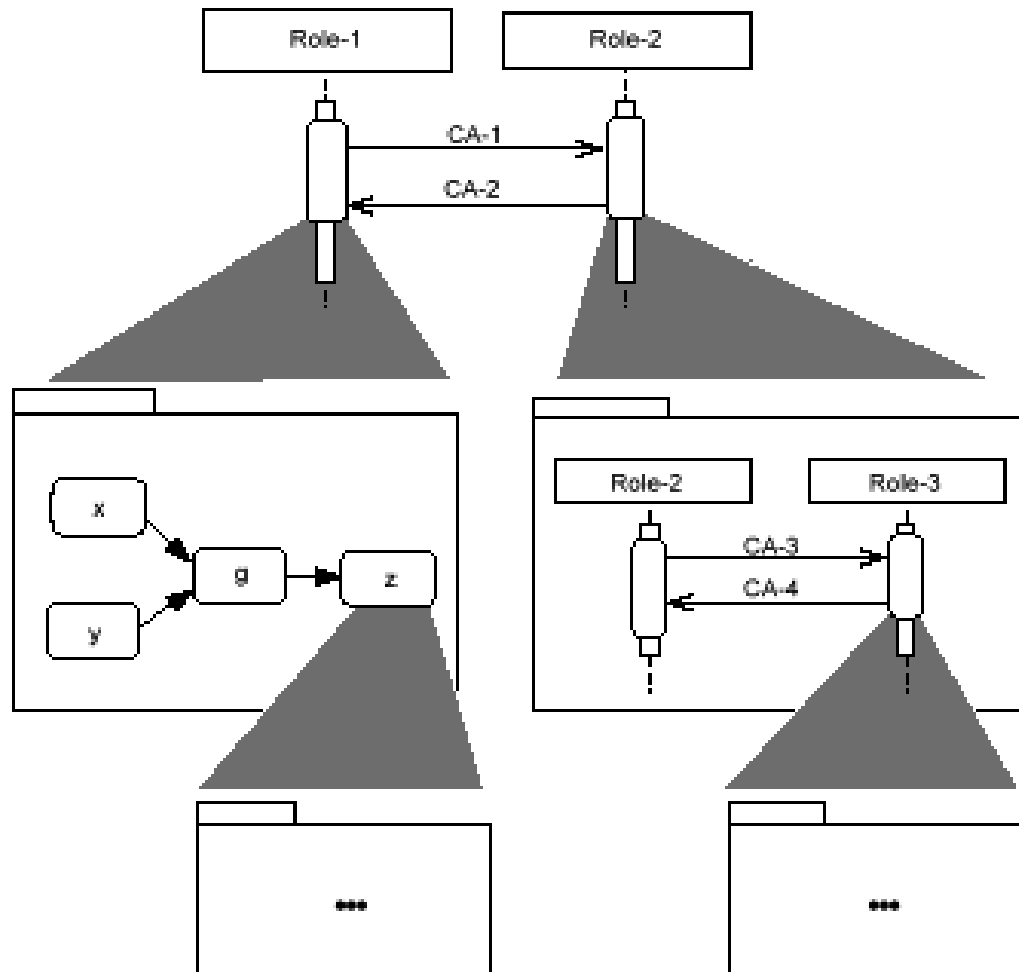 Role-1
Role-2
CA-1
CA-2
x
g
z
y
Role-2
Role-3
CA-3
CA-4
•••
•••